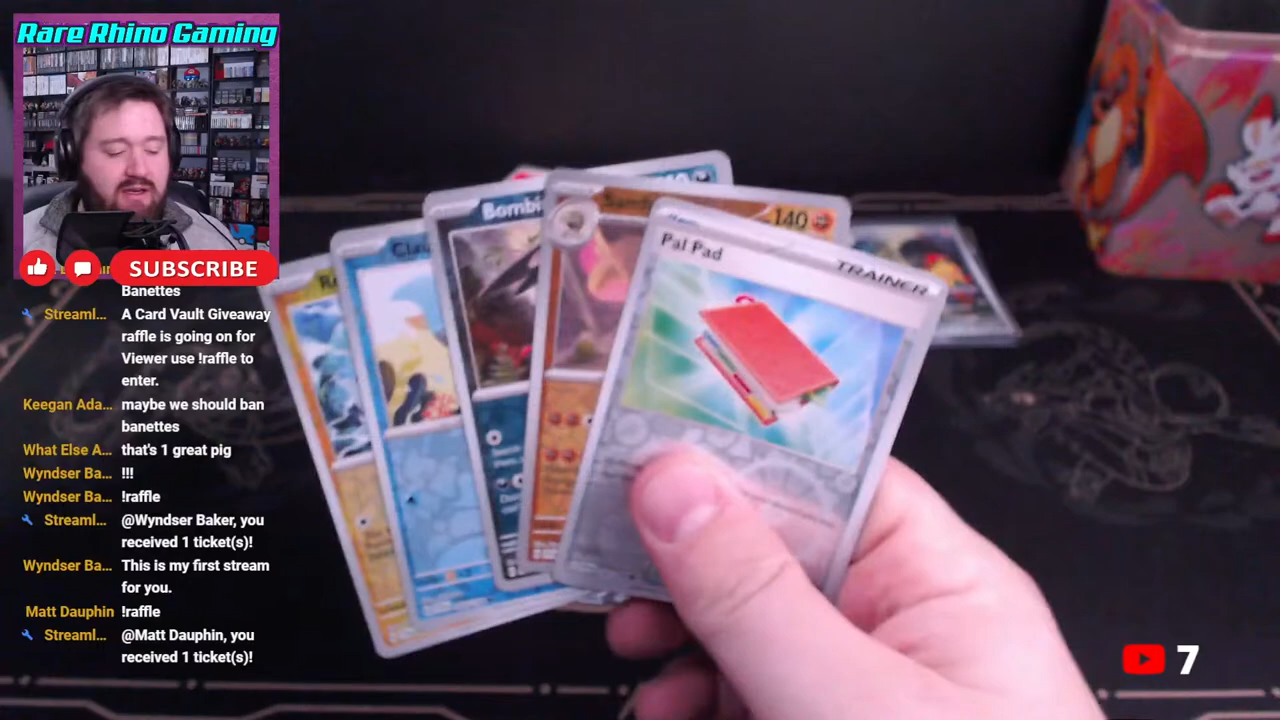 Rare Rhino Gaming
SUBSCRIBE
Banettes
Streaml... A Card Vault Giveaway
raffle is going on for
Viewer use !raffle to
enter.
Keegan Ada... maybe we should ban
banettes
What Else A... that's 1 great pig
Wyndser Ba... !!!
Wyndser Ba... !raffle
Streaml... @Wyndser Baker, you
received 1 ticket(s)!
Wyndser Ba... This is my first stream
for you.
Matt Dauphin !raffle
Streaml... @Matt Dauphin, you
received 1 ticket(s)!
140
Pal Pad
TRAINER
7